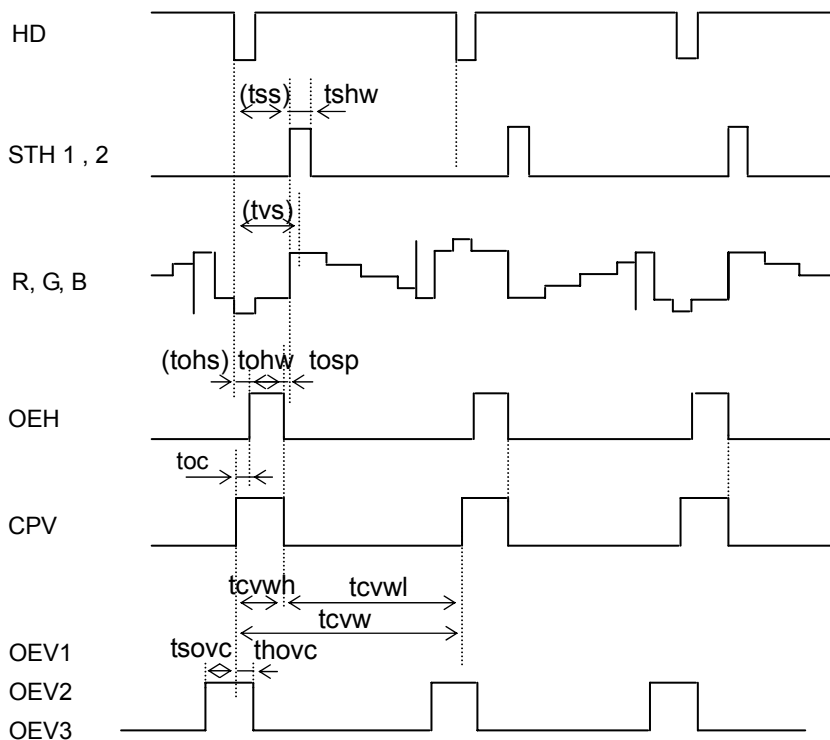 HD
(tss) tshw
STH 1 , 2
(tvs)
R, G, B
(tohs) tohw tosp
OEH
toc
CPV
tcvwh tcvwl
tcvw
OEV1 tsovc thovc
OEV2
OEV3